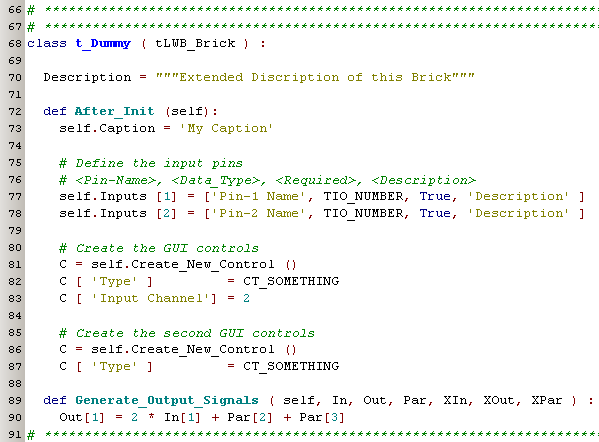 66 # **********************************************************************
67 # **********************************************************************
68 class t_Dummy ( tLWB_Brick ) :
69
70   Description = """Extended Discription of this Brick"""
71
72   def After_Init (self):
73     self.Caption = 'My Caption'
74
75     # Define the input pins
76     # <Pin-Name>, <Data_Type>, <Required>, <Description>
77     self.Inputs [1] = ['Pin-1 Name', TIO_NUMBER, True, 'Description' ]
78     self.Inputs [2] = ['Pin-2 Name', TIO_NUMBER, True, 'Description' ]
79
80     # Create the GUI controls
81     C = self.Create_New_Control ()
82     C [ 'Type' ]         = CT_SOMETHING
83     C [ 'Input Channel'] = 2
84
85     # Create the second GUI controls
86     C = self.Create_New_Control ()
87     C [ 'Type' ]         = CT_SOMETHING
88
89   def Generate_Output_Signals ( self, In, Out, Par, XIn, XOut, XPar ) :
90     Out[1] = 2 * In[1] + Par[2] + Par[3]
91 # **********************************************************************